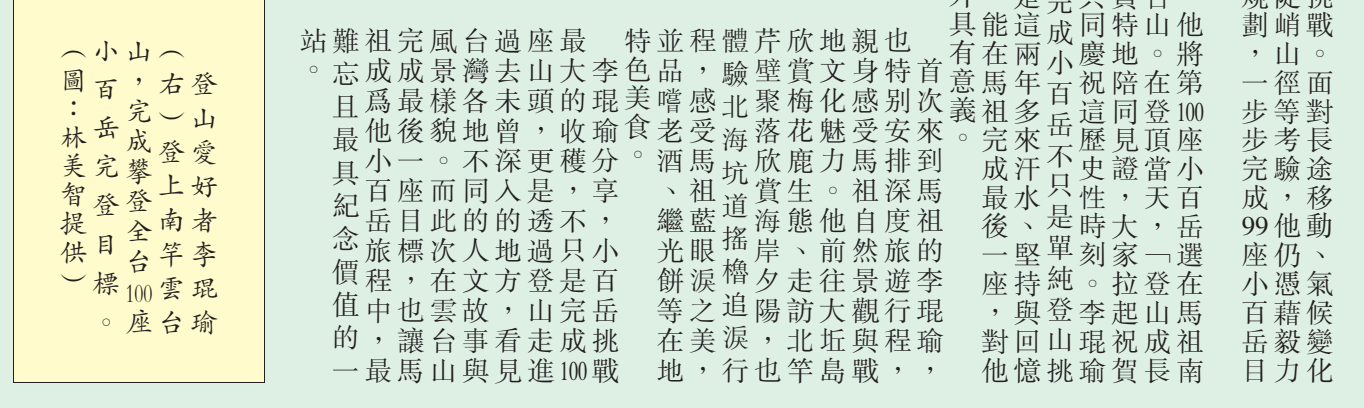 挑戰。面對長途移動、氣候變化
陡峭山徑等考驗,他仍憑藉毅力
規劃,一步步完成99座小百岳目
他將第100座小百岳選在馬祖南
台山。在登頂當天,「登山成長
員特地陪同見證,大家拉起祝賀
共同慶祝這歷史性時刻。李琨瑜
完成小百岳不只是單純登山挑
是這兩年多來汗水、堅持與回憶
能在馬祖完成最後一座,對他
外具有意義。
首次來到馬祖的李琨瑜,
也特別安排深度旅遊行程,
親身感受馬祖自然景觀與戰
地文化魅力。他前往大坵島
欣賞梅花鹿生態、走訪北竿
芹壁聚落欣賞海岸夕陽,也
體驗北海坑道搖櫓追淚行
程,感受馬祖藍眼淚之美,
並品嚐老酒、繼光餅等在地
特色美食。
李琨瑜分享,小百岳挑戰
最大的收穫,不只是完成100
座山頭,更是透過登山走進
過去未曾深入的地方,看見
台灣各地不同的人文故事與
風景樣貌。而此次在雲台山
完成最後一座目標,也讓馬
祖成爲他小百岳旅程中,最
難忘且最具紀念價值的一
站。
登山愛好者李琨瑜
(右)登上南竿雲台
山,完成攀登全台100座
小百岳完登目標。
(圖:林美智提供)